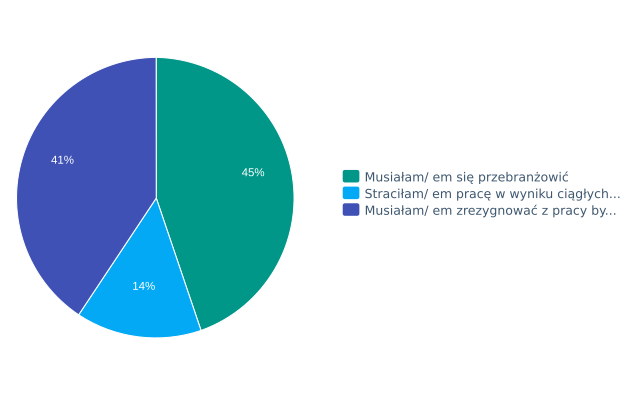 41%
45%
14%
Musiałam/ em się przebranżowić
Straciłam/ em pracę w wyniku ciągłych...
Musiałam/ em zrezygnować z pracy by...